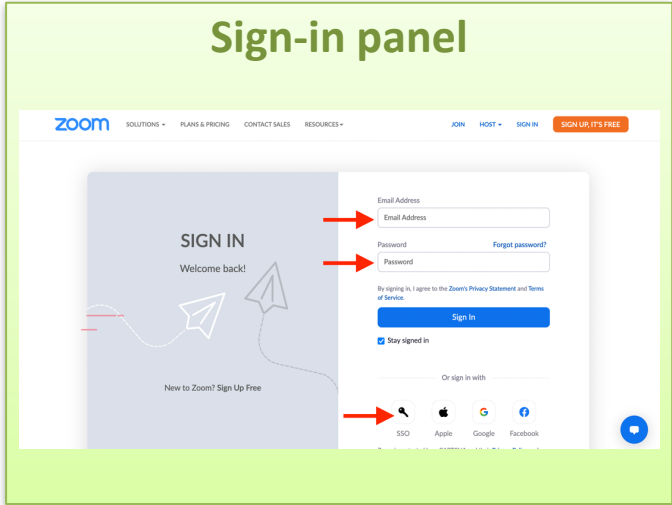 Sign-in panel
zoom SOLUTIONS PLANS & PRICING CONTACT SALES RESOURCES JOIN HOST SIGN IN SIGN UP, IT'S FREE
SIGN IN
Welcome back!
New to Zoom? Sign Up Free
Email Address
Email Address
Password Forgot password?
Password
By signing in, I agree to the Zoom's Privacy Statement and Terms
of Service.
Sign In
Stay signed in
Or sign in with
SSO Apple Google Facebook